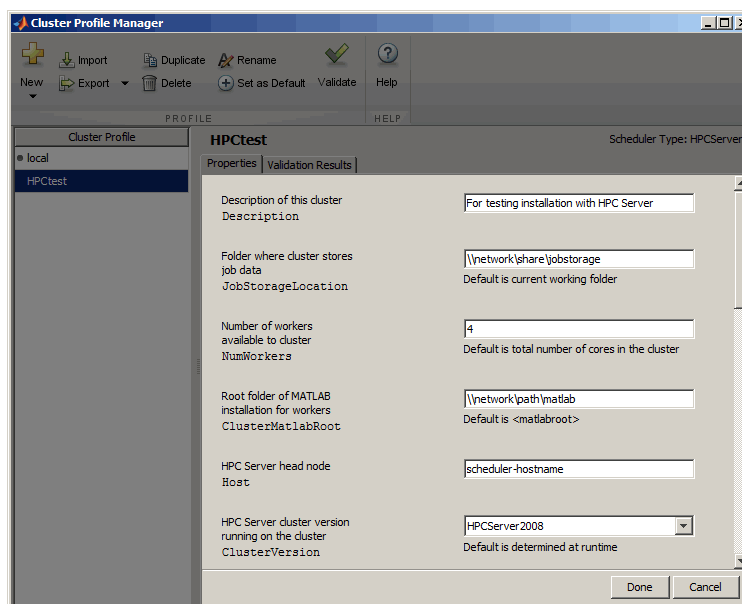 Cluster Profile Manager
New
Import
Export
Duplicate
Delete
Rename
Set as Default
Validate
Help
PROFILE
HELP
Cluster Profile
local
HPCtest
HPCtest
Scheduler Type: HPCServer
Properties
Validation Results
Description of this cluster
Description
For testing installation with HPC Server
Folder where cluster stores
job data
JobStorageLocation
\\network\share\jobstorage
Default is current working folder
Number of workers
available to cluster
NumWorkers
4
Default is total number of cores in the cluster
Root folder of MATLAB
installation for workers
ClusterMatlabRoot
\\network\path\matlab
Default is <matlabroot>
HPC Server head node
Host
scheduler-hostname
HPC Server cluster version
running on the cluster
ClusterVersion
HPCServer2008
Default is determined at runtime
Done
Cancel